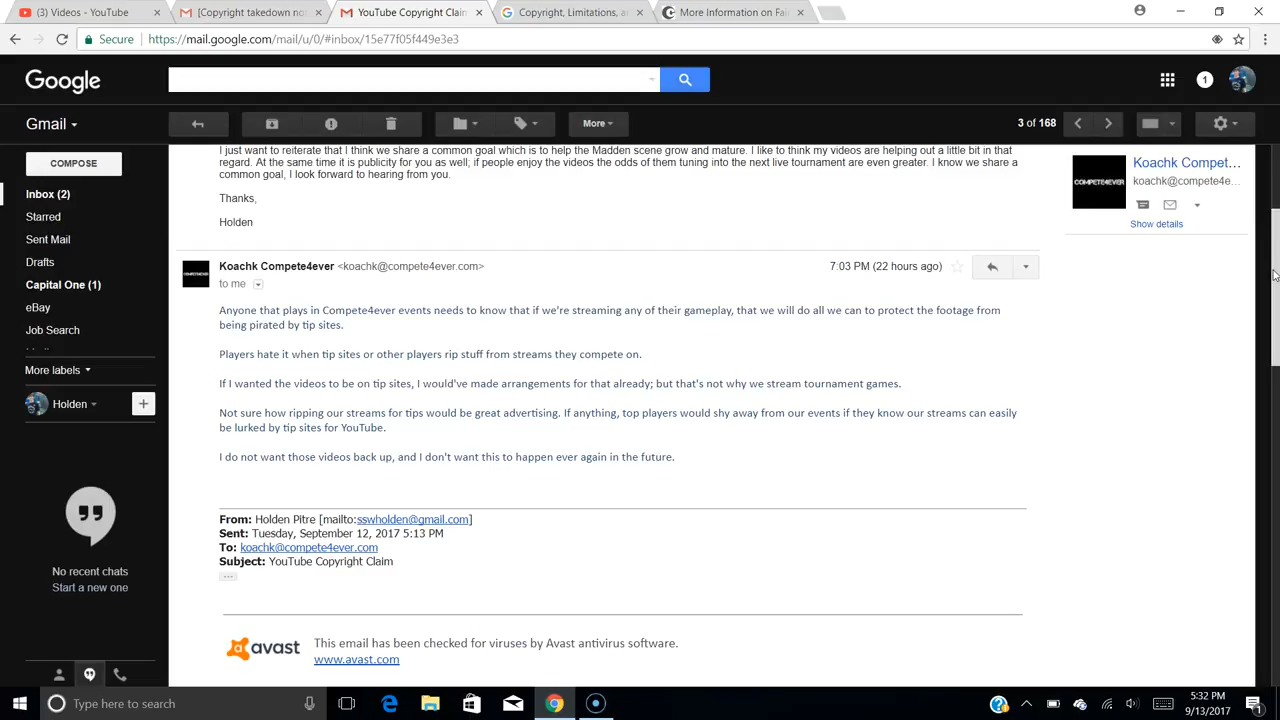 (3) Videos - YouTube
[Copyright takedown no
YouTube Copyright Claim
Copyright, Limitations, a
More Information on Fai
Secure | https://mail.google.com/mail/u/0/#inbox/15e77f05f449e3e3
Google
1
Gmail
More
3 of 168
COMPOSE
Inbox (2)
Starred
Sent Mail
Drafts
Capital One (1)
eBay
Job Search
More labels
Holden
No recent chats
Start a new one
I just want to reiterate that I think we share a common goal which is to help the Madden scene grow and mature. I like to think my videos are helping out a little bit in that
regard. At the same time it is publicity for you as well; if people enjoy the videos the odds of them tuning into the next live tournament are even greater. I know we share a
common goal, I look forward to hearing from you.
Thanks,
Holden
COMPETE4EVER
Koachk Compete4ever <koachk@compete4ever.com>
7:03 PM (22 hours ago)
to me
Anyone that plays in Compete4ever events needs to know that if we're streaming any of their gameplay, that we will do all we can to protect the footage from
being pirated by tip sites.
Players hate it when tip sites or other players rip stuff from streams they compete on.
If I wanted the videos to be on tip sites, I would've made arrangements for that already; but that's not why we stream tournament games.
Not sure how ripping our streams for tips would be great advertising. If anything, top players would shy away from our events if they know our streams can easily
be lurked by tip sites for YouTube.
I do not want those videos back up, and I don't want this to happen ever again in the future.
From: Holden Pitre [mailto:sswholden@gmail.com]
Sent: Tuesday, September 12, 2017 5:13 PM
To: koachk@compete4ever.com
Subject: YouTube Copyright Claim
avast
This email has been checked for viruses by Avast antivirus software.
www.avast.com
COMPETE4EVER
Koachk Compet...
koachk@compete4e...
Show details
Type here to search
5:32 PM
9/13/2017
1